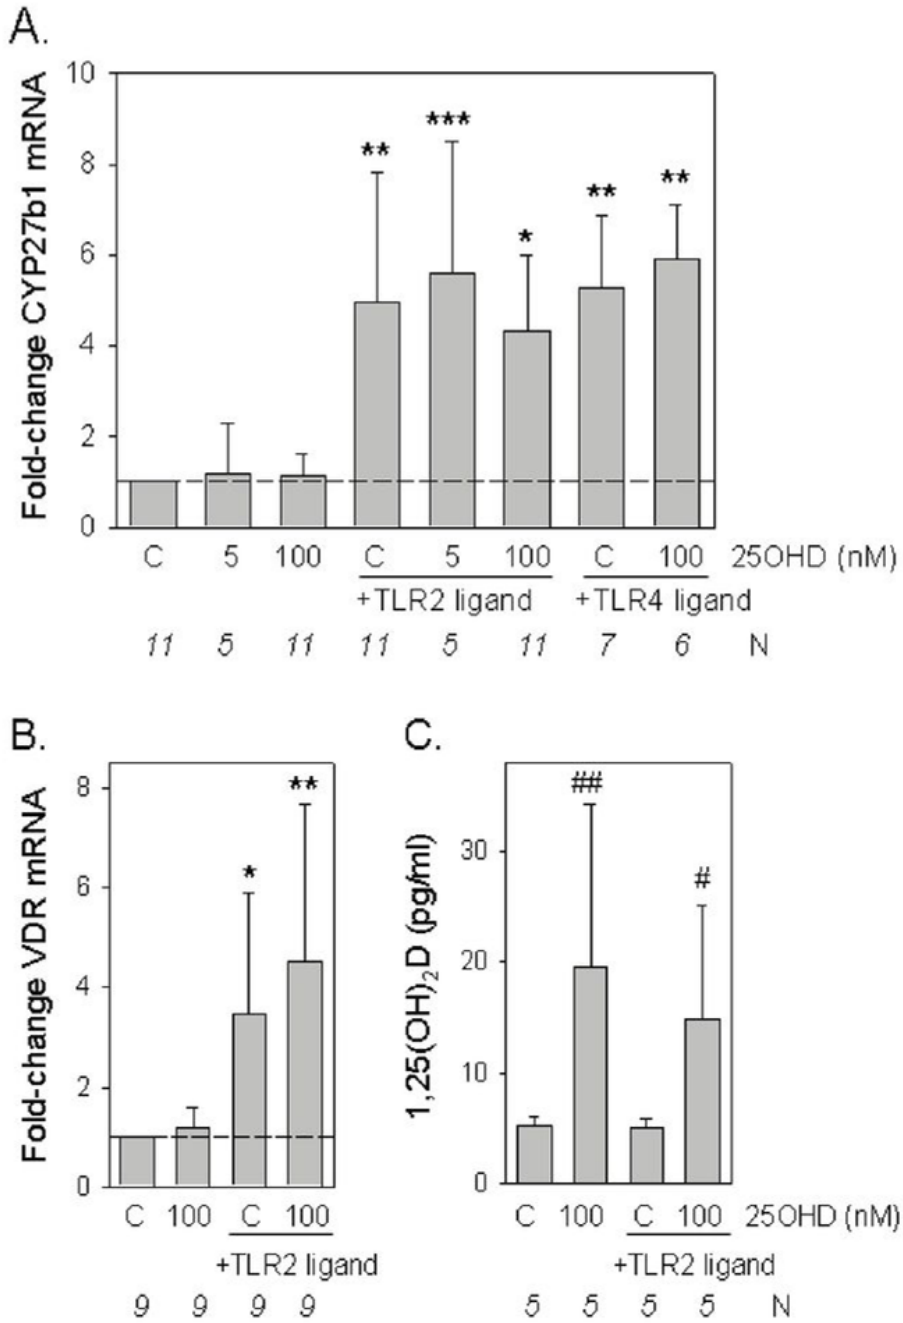 A.
Fold-change CYP27b1 mRNA
10
8
6
4
2
0
** *** * ** **
C 5 100 C 5 100 C 100 25OHD (nM)
+TLR2 ligand +TLR4 ligand
11 5 11 11 5 11 7 6 N
B.
Fold-change VDR mRNA
8
6
4
2
0
* **
C 100 C 100
+TLR2 ligand
9 9 9 9
C.
1,25(OH)₂D (pg/ml)
30
20
10
0
## #
C 100 C 100 25OHD (nM)
+TLR2 ligand
5 5 5 5 N